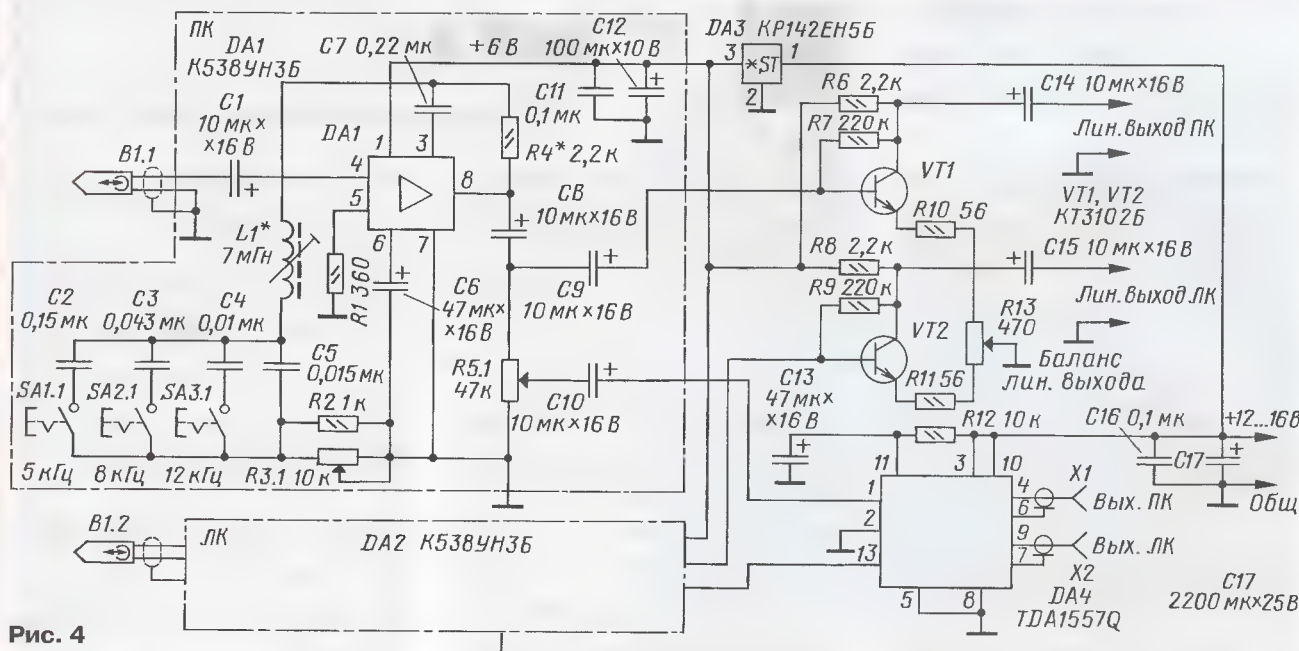 ПК
DA1
К538УН3Б
C7 0,22 мк
+6 В
C12
100 мк×10 В
DA3 КР142ЕН5Б
3
*ST
1
2
R6 2,2к
C14 10 мк×16 В
R7 220 к
Лин. выход ПК
C1
10 мк×
×16 В
DA1
1
3
C11
0,1 мк
R4* 2,2к
4
5
8
6
7
B1.1
VT1
VT1, VT2
КТ3102Б
R10 56
C8
10 мк×16 В
R8 2,2 к
C15 10 мк×16 В
R9 220 к
Лин. выход ЛК
L1*
7 мГн
R1 360
C6
47 мк×
×16 В
C9
10 мк×16 В
R13
470
VT2
Баланс
лин. выхода
C2
0,15 мк
C3
0,043 мк
C4
0,01 мк
C5
0,015 мк
R5.1
47 к
C10
10 мк×16 В
C13
47 мк×
×16 В
R11 56
R12 10 к
C16 0,1 мк
+12...16 В
+
C17
Общ
SA1.1
SA2.1
SA3.1
R2 1 к
5 кГц
8 кГц
12 кГц
R3.1 10 к
11
3
10
1
4
X1
6
Вых. ПК
2
9
Вых. ЛК
13
7
X2
5
8
DA4
TDA1557Q
C17
2200 мк×25 В
B1.2
ЛК
DA2 К538УН3Б
Рис. 4